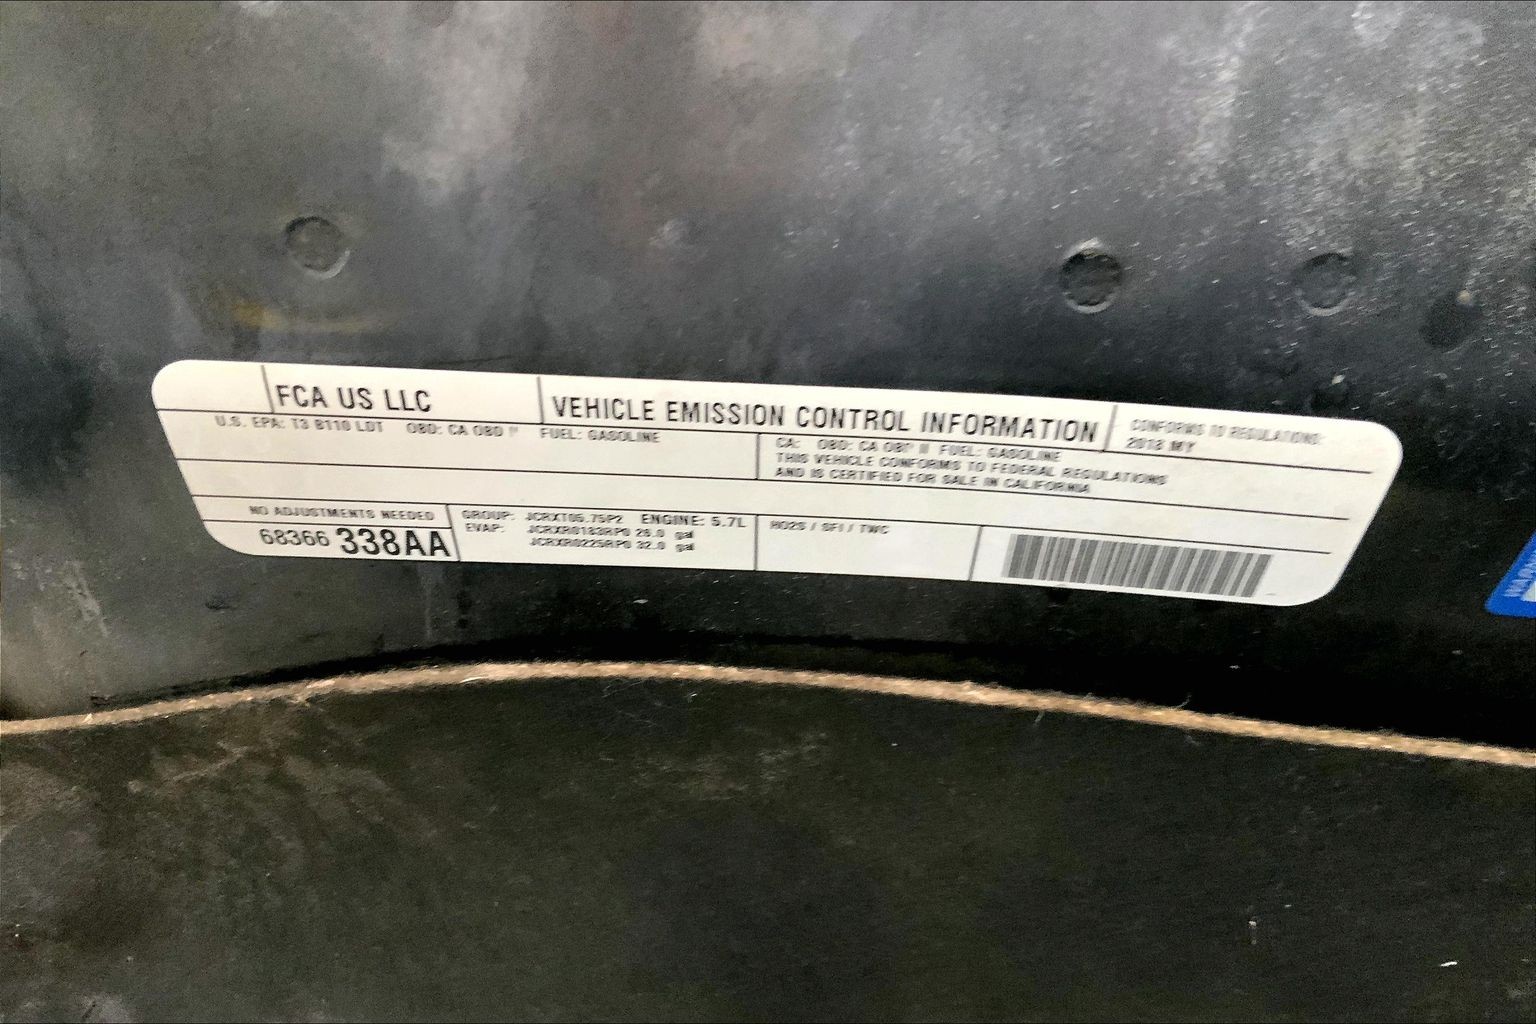 FCA US LLC
VEHICLE EMISSION CONTROL INFORMATION
CONFORMS TO REGULATIONS:
2018 MY
U.S. EPA: T3 B110 LDT OBD: CA OBD II FUEL: GASOLINE
CA: OBD: CA OBD II FUEL: GASOLINE
THIS VEHICLE CONFORMS TO FEDERAL REGULATIONS
AND IS CERTIFIED FOR SALE IN CALIFORNIA
NO ADJUSTMENTS NEEDED
68366 338AA
GROUP: JCRXT05.75P2 ENGINE: 5.7L
EVAP: JCRXR0183RP0 26.0 gal
JCRXR0225RP0 32.0 gal
HO2S / SFI / TWC